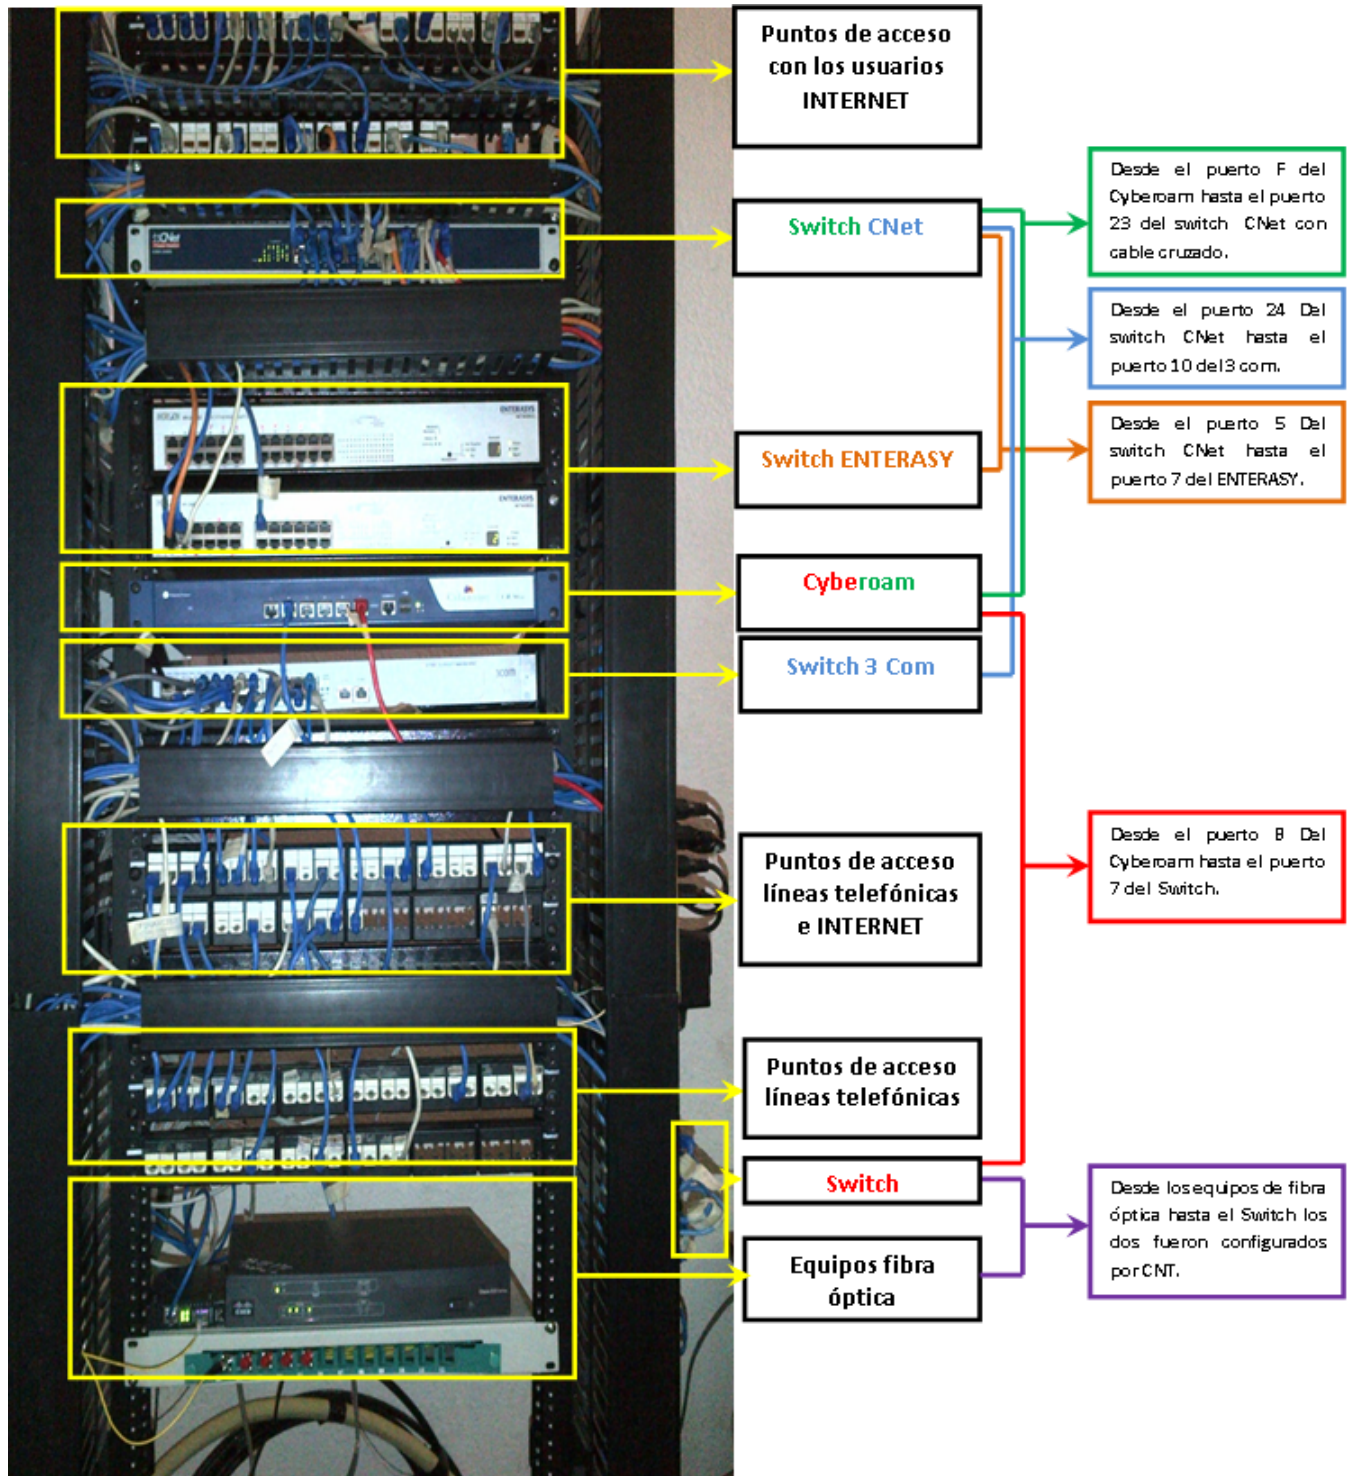 Puntos de acceso
con los usuarios
INTERNET
Desde el puerto F del
Cyberoam hasta el puerto
23 del switch CNet con
cable cruzado.
Switch CNet
CNet
Desde el puerto 24 Del
switch CNet hasta el
puerto 10 del 3 com.
ENTERASYS
Desde el puerto 5 Del
switch CNet hasta el
puerto 7 del ENTERASY.
Switch ENTERASY
ENTERASYS
Cyberoam
Switch 3 Com
3COM
Desde el puerto B Del
Cyberoam hasta el puerto
7 del Switch.
Puntos de acceso
líneas telefónicas
e INTERNET
Puntos de acceso
líneas telefónicas
Switch
Desde los equipos de fibra
óptica hasta el Switch los
dos fueron configurados
por CNT.
Equipos fibra
óptica